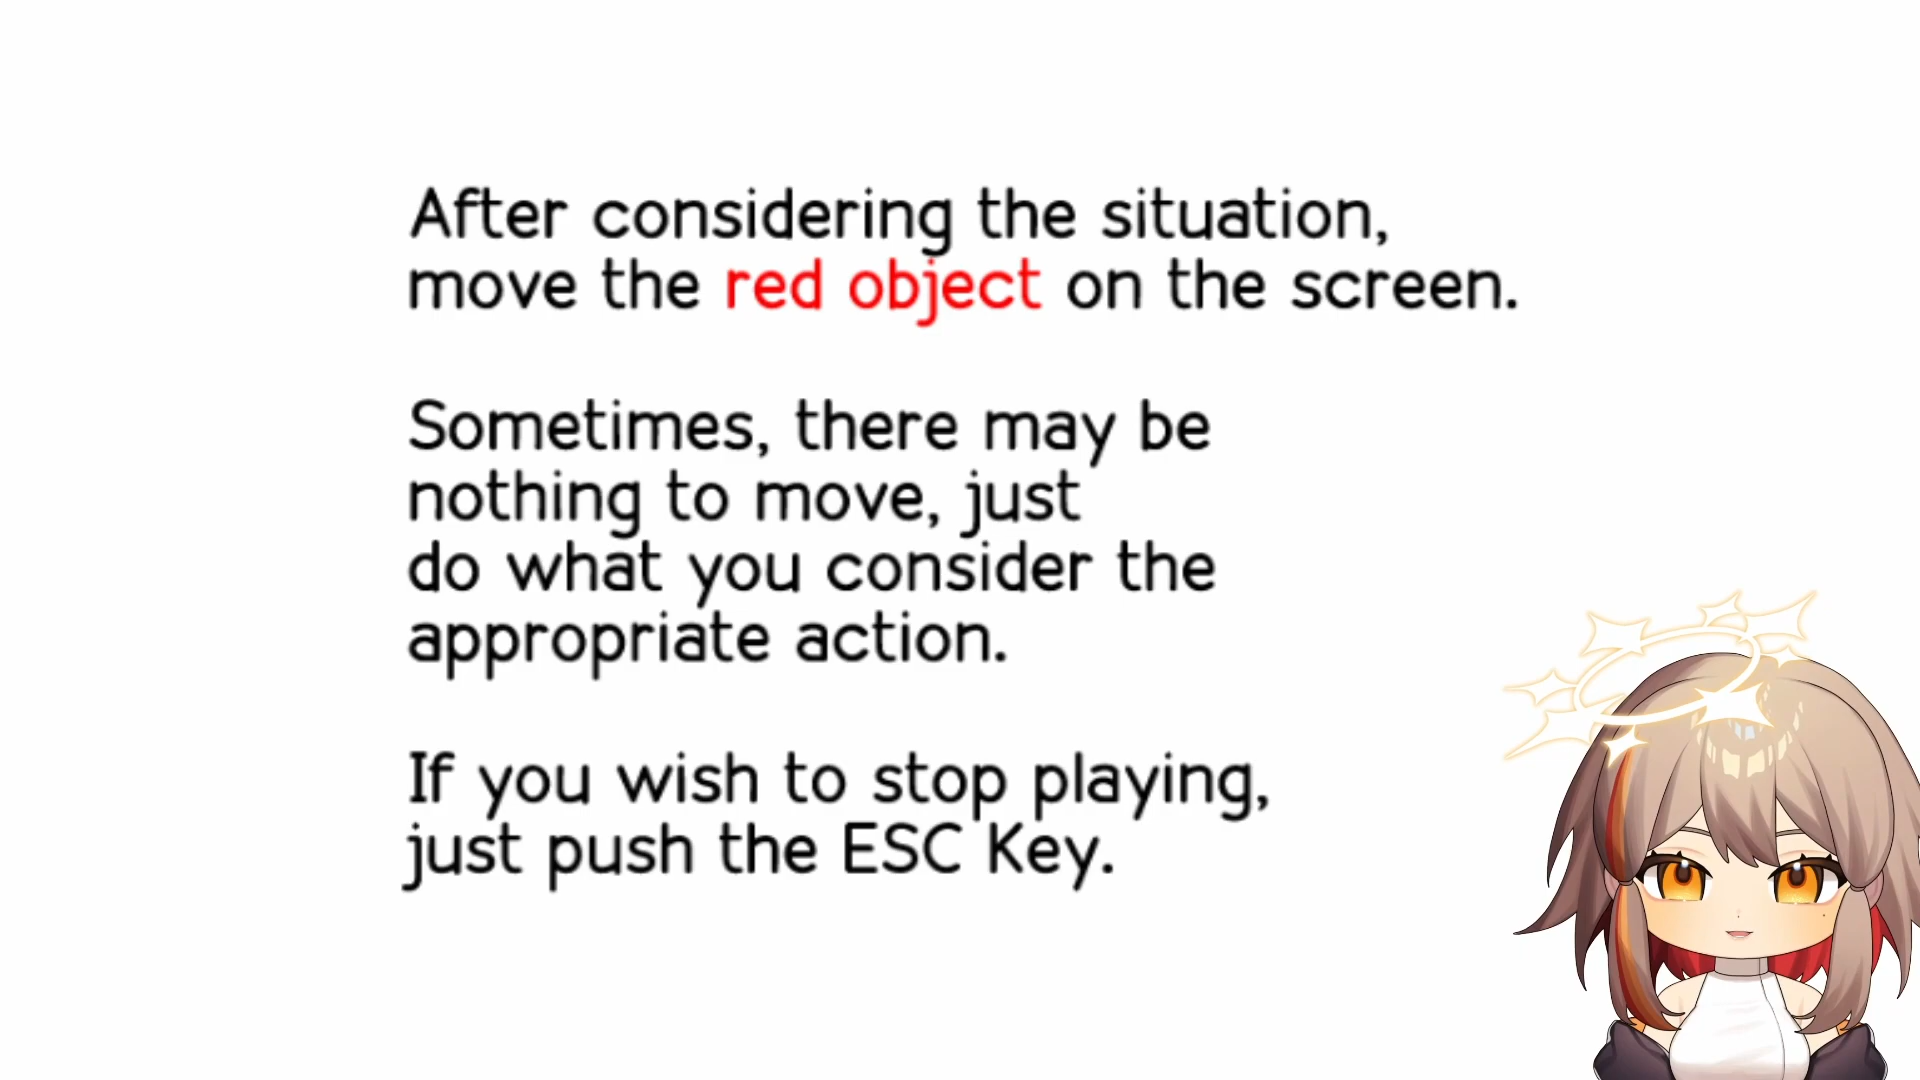 After considering the situation,
move the red object on the screen.
Sometimes, there may be
nothing to move, just
do what you consider the
appropriate action.
If you wish to stop playing,
just push the ESC Key.